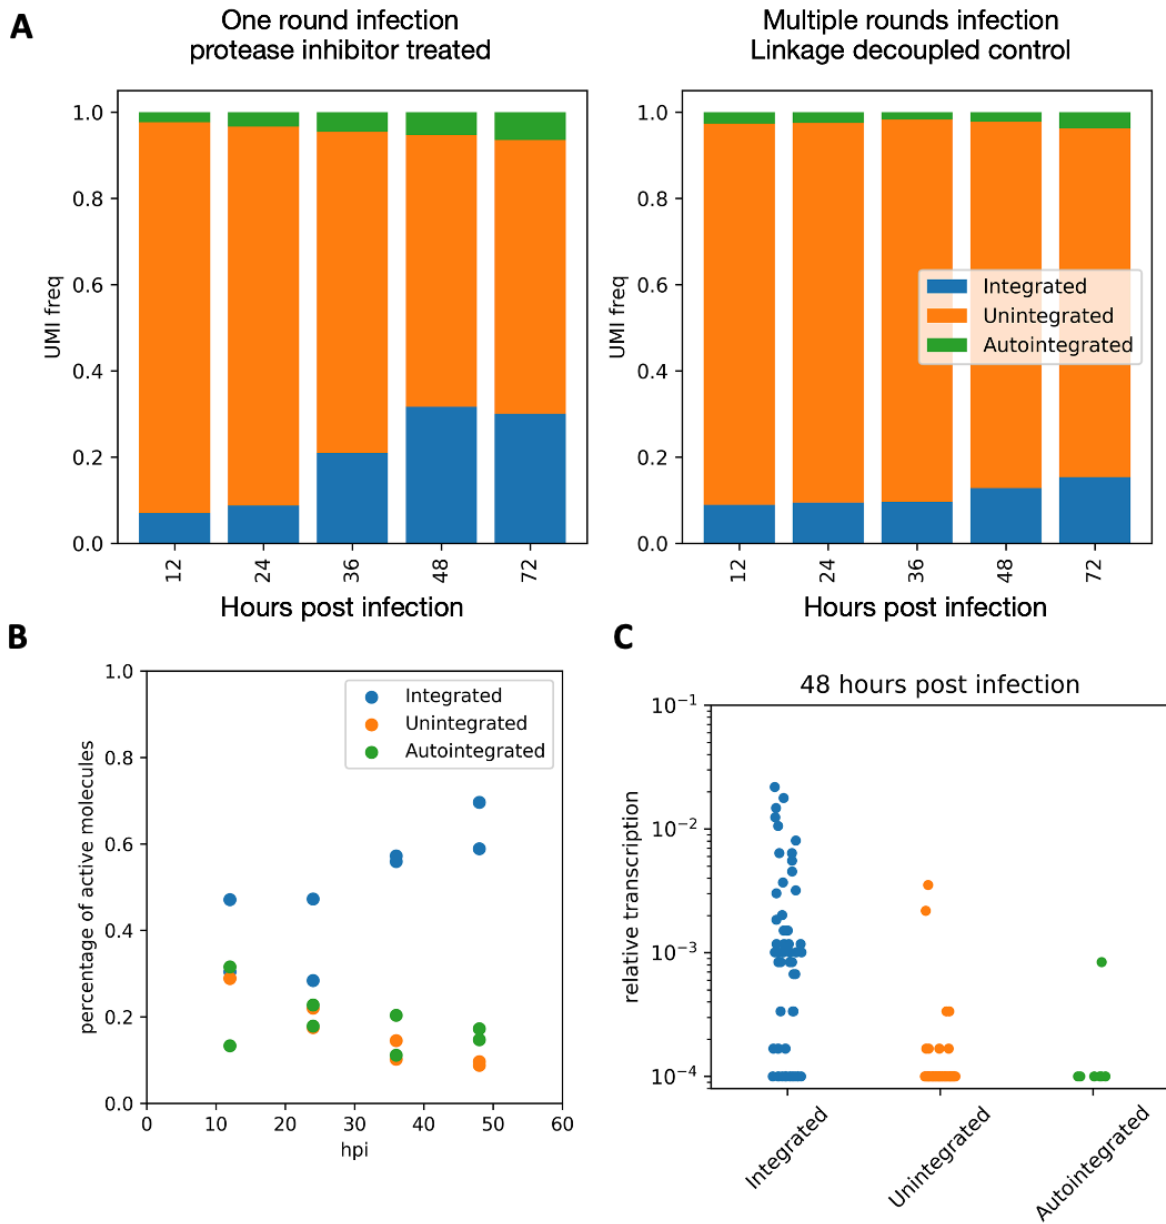 A
One round infection
protease inhibitor treated
Multiple rounds infection
Linkage decoupled control
1.0
0.8
0.6
0.4
0.2
0.0
UMI freq
12 24 36 48 72
Hours post infection
1.0
0.8
0.6
0.4
0.2
0.0
UMI freq
Integrated
Unintegrated
Autointegrated
12 24 36 48 72
Hours post infection
B
1.0
0.8
0.6
0.4
0.2
0.0
percentage of active molecules
Integrated
Unintegrated
Autointegrated
0 10 20 30 40 50 60
hpi
C
48 hours post infection
10⁻¹
10⁻²
10⁻³
10⁻⁴
relative transcription
Integrated
Unintegrated
Autointegrated